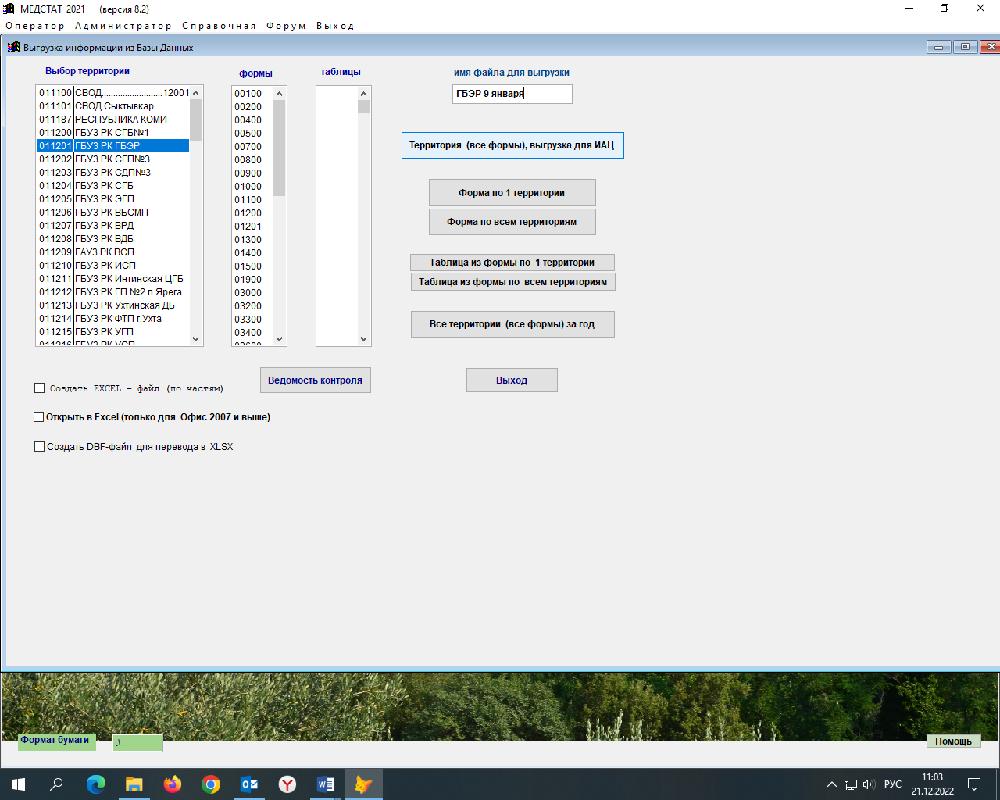 МЕДСТАТ 2021 (версия 8.2)
Оператор Администратор Справочная Форум Выход
Выгрузка информации из Базы Данных
Выбор территории
011100 СВОД..........................12001
011101 СВОД.Сыктывкар...............
011187 РЕСПУБЛИКА КОМИ
011200 ГБУЗ РК СГБ№1
011201 ГБУЗ РК ГБЭР
011202 ГБУЗ РК СГП№3
011203 ГБУЗ РК СДП№3
011204 ГБУЗ РК СГБ
011205 ГБУЗ РК ЭГП
011206 ГБУЗ РК ВБСМП
011207 ГБУЗ РК ВРД
011208 ГБУЗ РК ВДБ
011209 ГАУЗ РК ВСП
011210 ГБУЗ РК ИСП
011211 ГБУЗ РК Интинская ЦГБ
011212 ГБУЗ РК ГП №2 п.Ярега
011213 ГБУЗ РК Ухтинская ДБ
011214 ГБУЗ РК ФТП г.Ухта
011215 ГБУЗ РК УГП
011216 ГБУЗ РК УСП
формы
00100
00200
00400
00500
00700
00800
00900
01000
01100
01200
01201
01300
01400
01500
01900
03000
03200
03300
03400
03600
таблицы
имя файла для выгрузки
ГБЭР 9 января
Территория (все формы), выгрузка для ИАЦ
Форма по 1 территории
Форма по всем территориям
Таблица из формы по 1 территории
Таблица из формы по всем территориям
Все территории (все формы) за год
Ведомость контроля
Выход
Создать EXCEL - файл (по частям)
Открыть в Excel (только для Офис 2007 и выше)
Создать DBF-файл для перевода в XLSX
Формат бумаги
.\
Помощь
РУС
11:03
21.12.2022